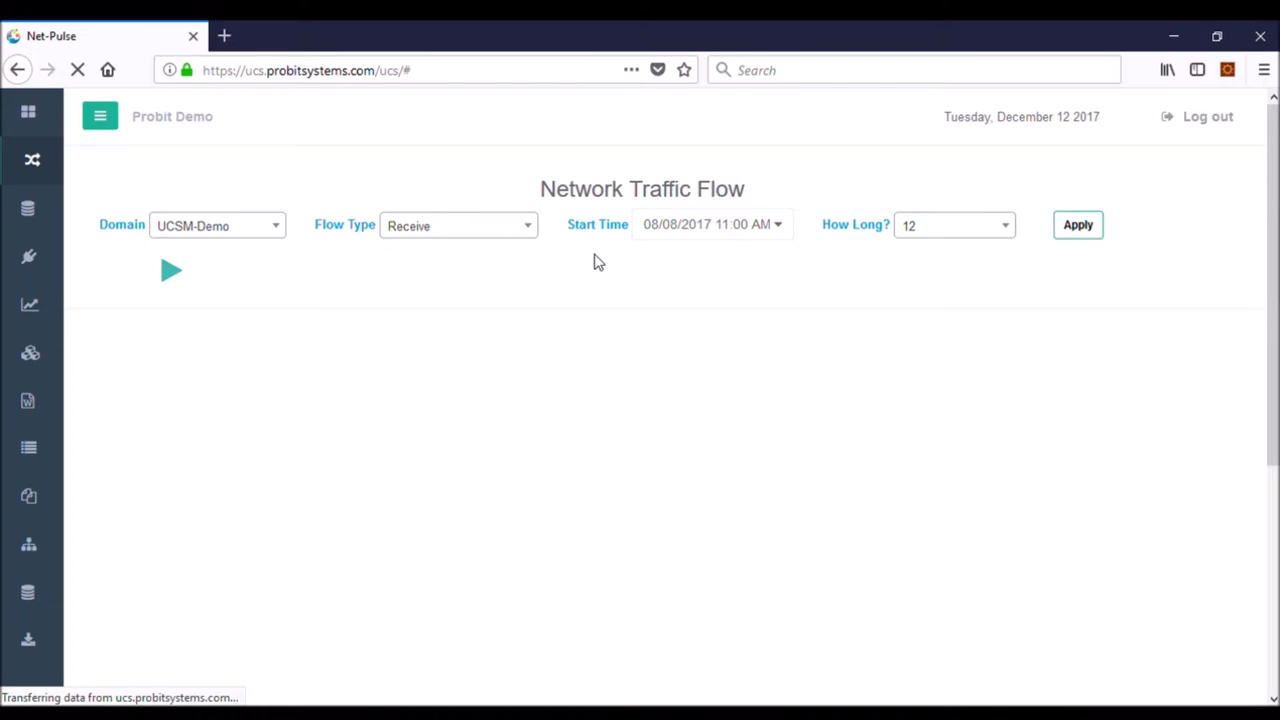 Net-Pulse
https://ucs.probitsystems.com/ucs/#
Search
Probit Demo
Tuesday, December 12 2017
Log out
Network Traffic Flow
Domain UCSM-Demo Flow Type Receive Start Time 08/08/2017 11:00 AM How Long? 12 Apply
W
Transferring data from ucs.probitsystems.com...